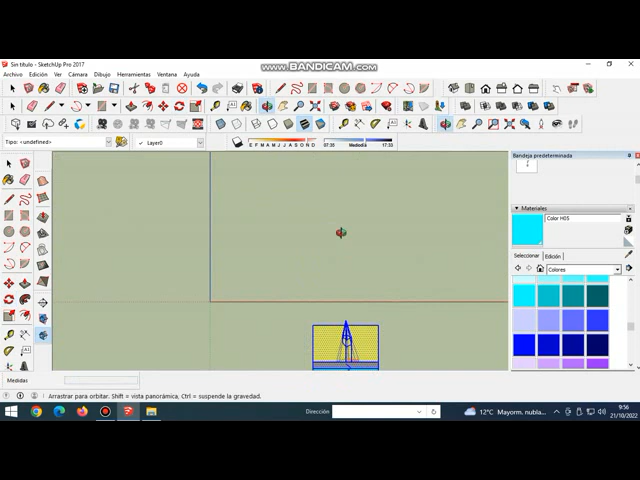 Sin título - SketchUp Pro 2017
www.BANDICAM.com
Archivo Edición Ver Cámara Dibujo Herramientas Ventana Ayuda
Tipo: <undefined>
Layer0
E F M A M J J A S O N D
07:35 Mediodía 17:33
Bandeja predeterminada
Materiales
Color H05
Seleccionar Edición
Colores
Medidas
Arrastrar para orbitar. Shift = vista panorámica, Ctrl = suspende la gravedad.
Dirección
12°C Mayorm. nubla...
9:56
21/10/2022